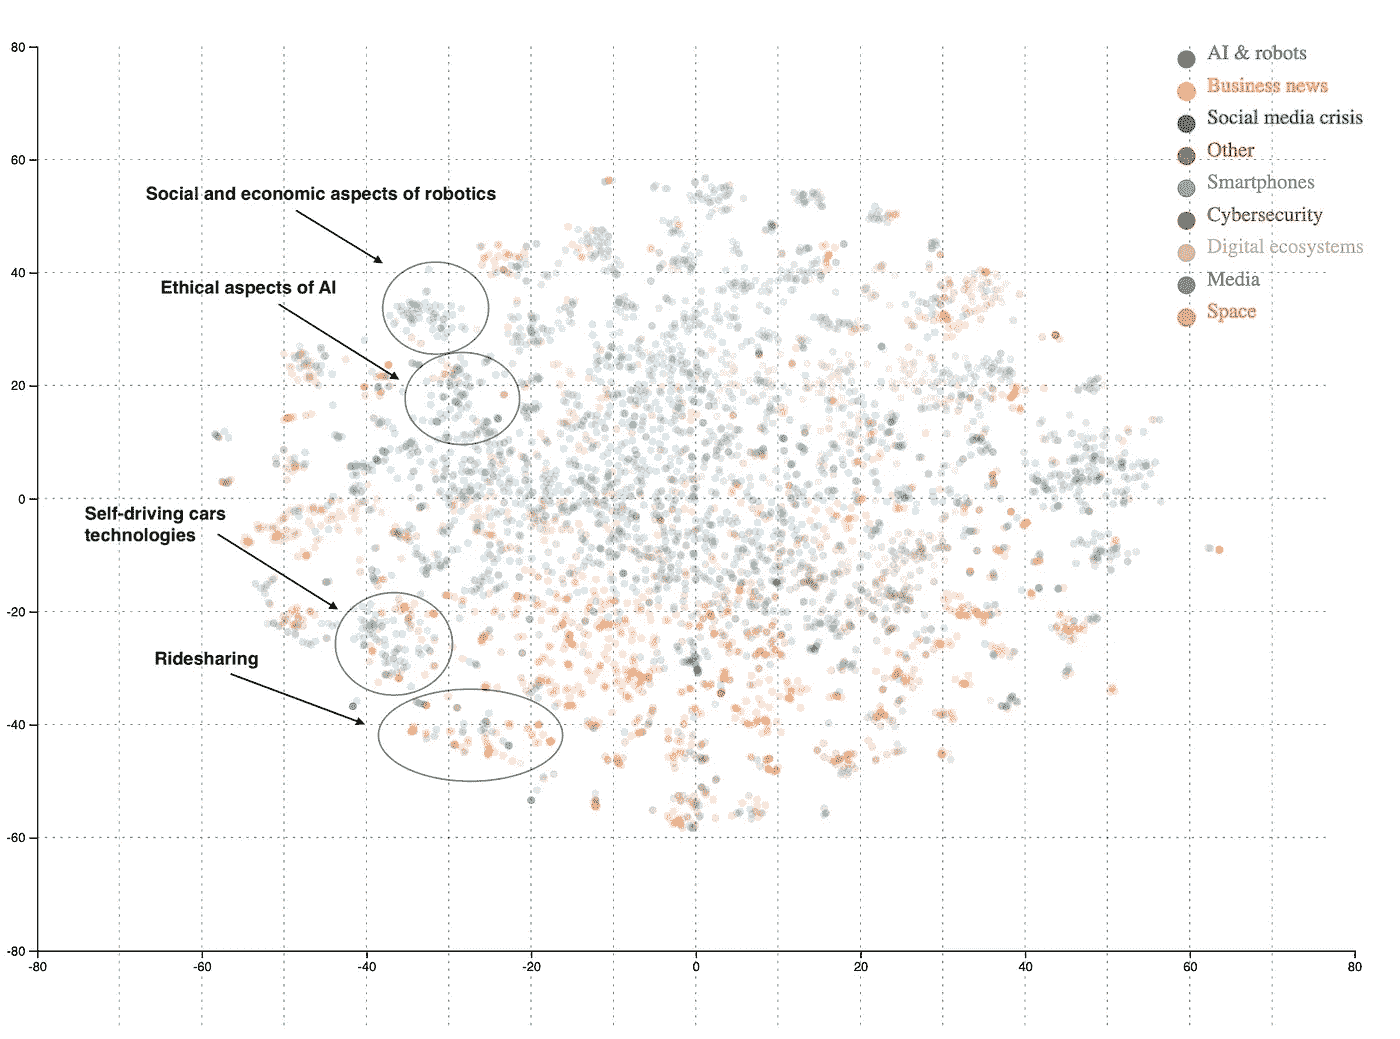 80
60
40
20
0
-20
-40
-60
-80
-80
-60
-40
-20
0
20
40
60
80
AI & robots
Business news
Social media crisis
Other
Smartphones
Cybersecurity
Digital ecosystems
Media
Space
Social and economic aspects of robotics
Ethical aspects of AI
Self-driving cars
technologies
Ridesharing